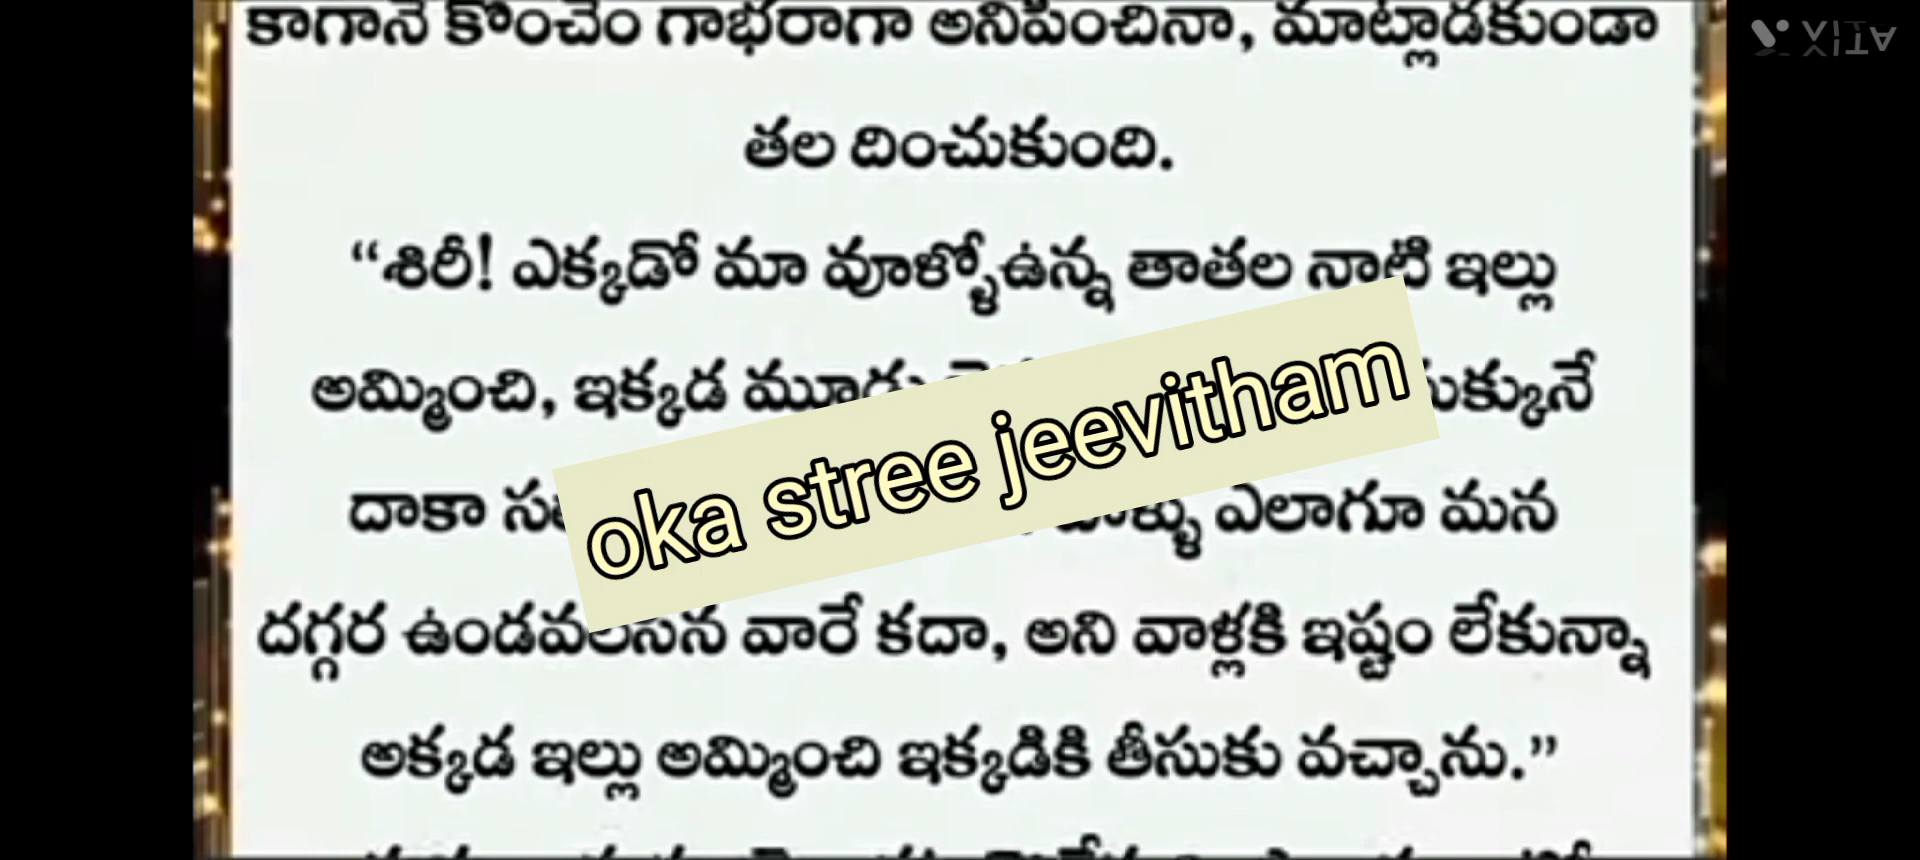 కాగానే కొంచెం గాభరాగా అనిపించినా, మాట్లాడకుండా
VITA
తల దించుకుంది.
“శిరీ! ఎక్కడో మా వూళ్ళోఉన్న తాతల నాటి ఇల్లు
అమ్మించి, ఇక్కడ మూడు
దాకా ఎలాగూ మన
oka stree jeevitham
దగ్గర ఉండవలసిన వారే కదా, అని వాళ్లకి ఇష్టం లేకున్నా
అక్కడ ఇల్లు అమ్మించి ఇక్కడికి తీసుకు వచ్చాను.”